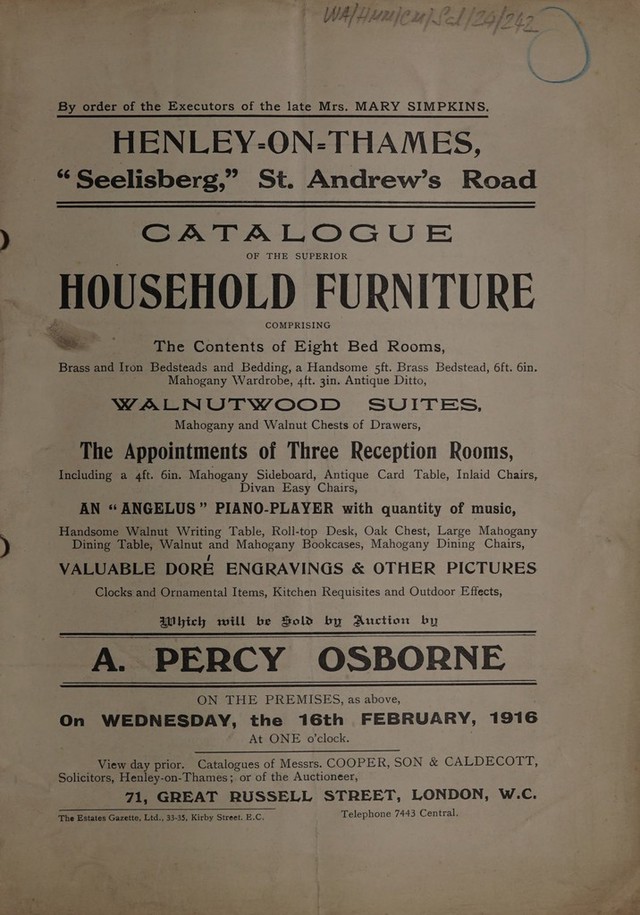 WA/HMM/CM/Sal/24/242
By order of the Executors of the late Mrs. MARY SIMPKINS.
HENLEY-ON-THAMES,
“Seelisberg,” St. Andrew's Road
CATALOGUE
OF THE SUPERIOR
HOUSEHOLD FURNITURE
COMPRISING
The Contents of Eight Bed Rooms,
Brass and Iron Bedsteads and Bedding, a Handsome 5ft. Brass Bedstead, 6ft. 6in.
Mahogany Wardrobe, 4ft. 3in. Antique Ditto,
WALNUTWOOD SUITES,
Mahogany and Walnut Chests of Drawers,
The Appointments of Three Reception Rooms,
Including a 4ft. 6in. Mahogany Sideboard, Antique Card Table, Inlaid Chairs,
Divan Easy Chairs,
AN “ANGELUS” PIANO-PLAYER with quantity of music,
Handsome Walnut Writing Table, Roll-top Desk, Oak Chest, Large Mahogany
Dining Table, Walnut and Mahogany Bookcases, Mahogany Dining Chairs,
VALUABLE DORÉ ENGRAVINGS & OTHER PICTURES
Clocks and Ornamental Items, Kitchen Requisites and Outdoor Effects,
Which will be Sold by Auction by
A. PERCY OSBORNE
ON THE PREMISES, as above,
On WEDNESDAY, the 16th FEBRUARY, 1916
At ONE o'clock.
View day prior. Catalogues of Messrs. COOPER, SON & CALDECOTT,
Solicitors, Henley-on-Thames; or of the Auctioneer,
71, GREAT RUSSELL STREET, LONDON, W.C.
The Estates Gazette, Ltd., 33-35, Kirby Street, E.C.
Telephone 7443 Central.